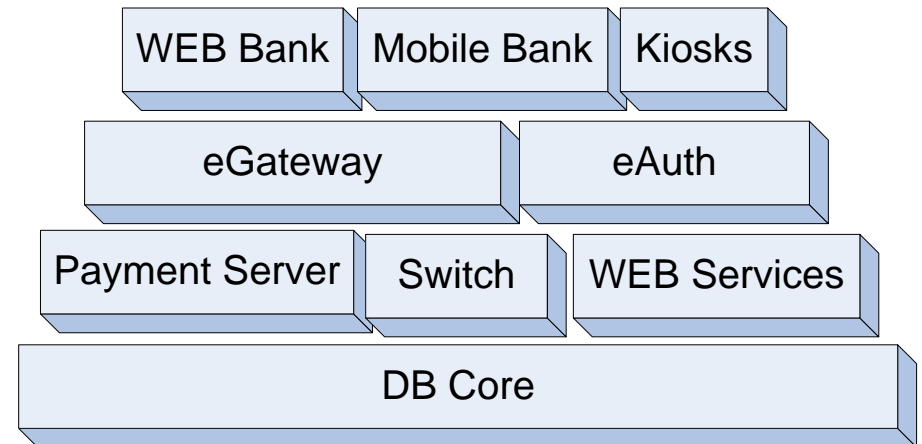 WEB Bank
Mobile Bank
Kiosks
eGateway
eAuth
Payment Server
Switch
WEB Services
DB Core